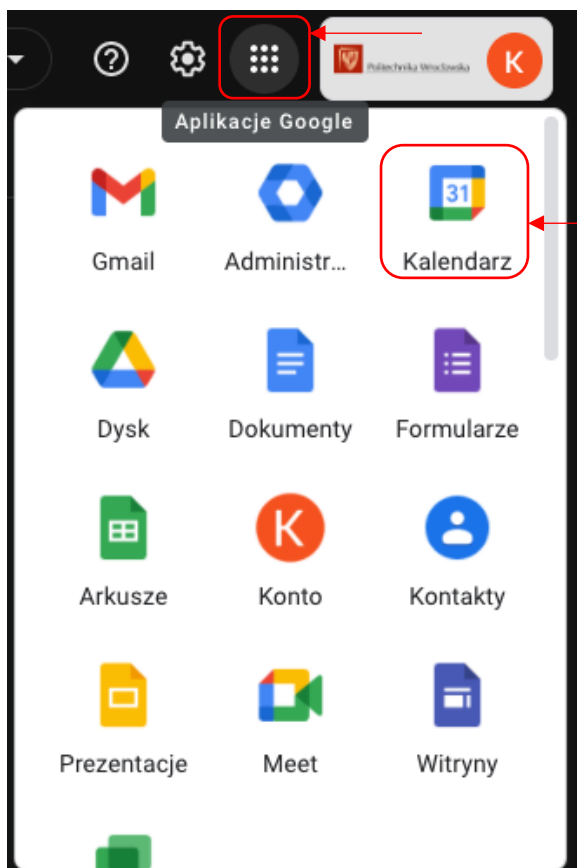 Politechnika Wrocławska
K
Aplikacje Google
31
Gmail
Administr...
Kalendarz
Dysk
Dokumenty
Formularze
Arkusze
K
Konto
Kontakty
Prezentacje
Meet
Witryny